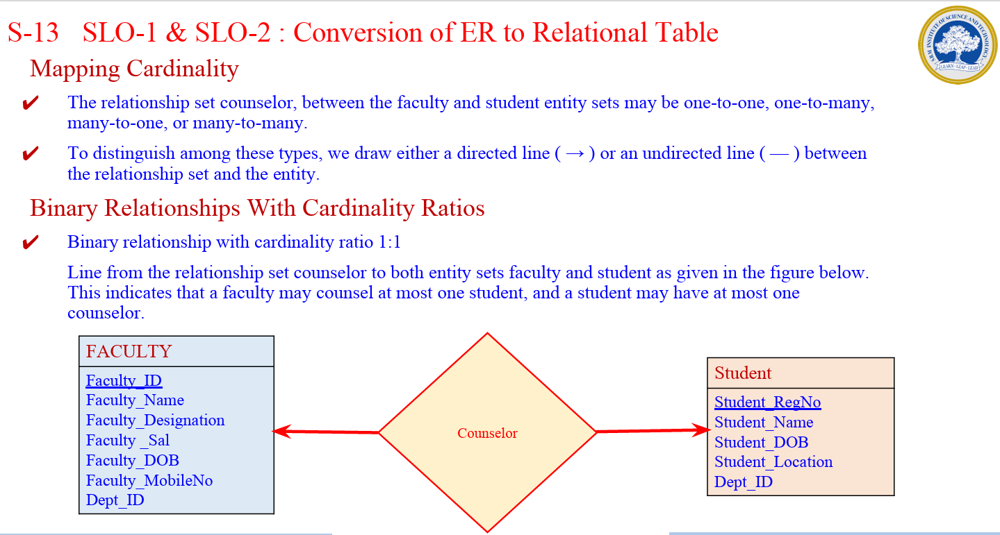 S-13 SLO-1 & SLO-2 : Conversion of ER to Relational Table
SRM INSTITUTE OF SCIENCE AND TECHNOLOGY
LEARN - LEAP - LEAD
Mapping Cardinality
✔ The relationship set counselor, between the faculty and student entity sets may be one-to-one, one-to-many,
many-to-one, or many-to-many.
✔ To distinguish among these types, we draw either a directed line ( → ) or an undirected line ( — ) between
the relationship set and the entity.
Binary Relationships With Cardinality Ratios
✔ Binary relationship with cardinality ratio 1:1
Line from the relationship set counselor to both entity sets faculty and student as given in the figure below.
This indicates that a faculty may counsel at most one student, and a student may have at most one
counselor.
FACULTY
Faculty_ID
Faculty_Name
Faculty_Designation
Faculty _Sal
Faculty_DOB
Faculty_MobileNo
Dept_ID
Counselor
Student
Student_RegNo
Student_Name
Student_DOB
Student_Location
Dept_ID